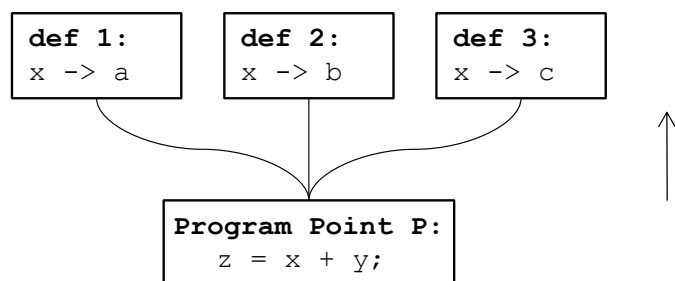 def 1:
x -> a
def 2:
x -> b
def 3:
x -> c
Program Point P:
z = x + y;